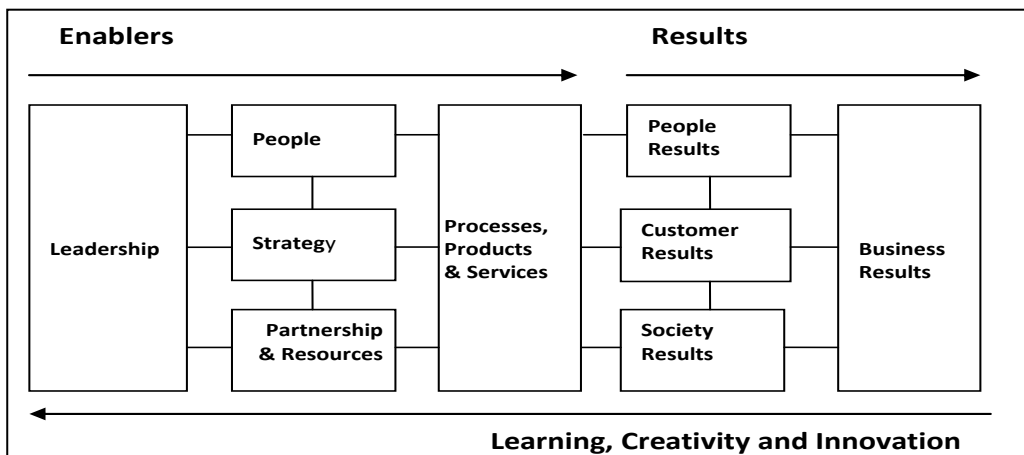 Enablers
Results
Leadership
People
Strategy
Partnership
& Resources
Processes,
Products
& Services
People
Results
Customer
Results
Society
Results
Business
Results
Learning, Creativity and Innovation